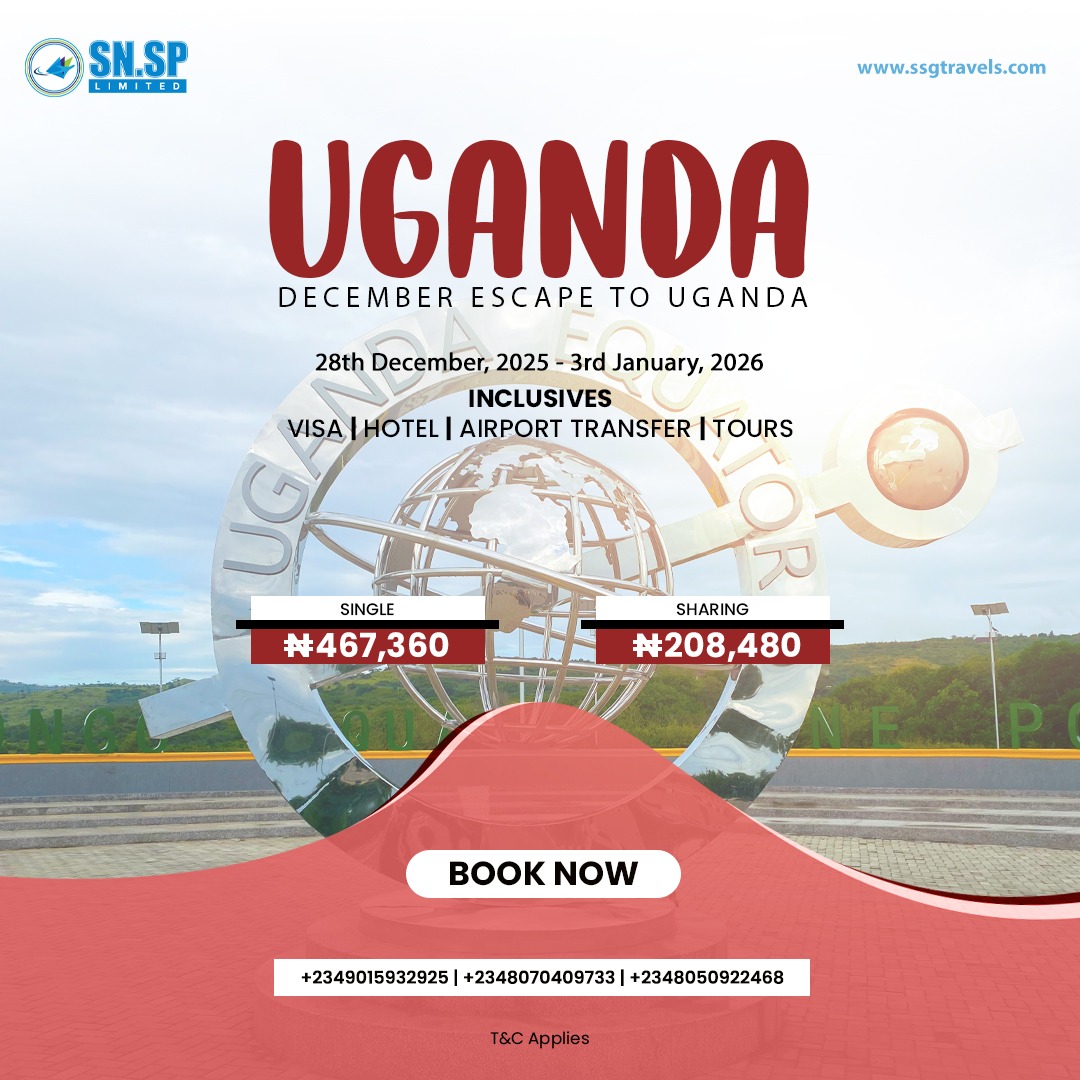 SN.SP
LIMITED
www.ssgtravels.com
UGANDA
DECEMBER ESCAPE TO UGANDA
28th December, 2025 - 3rd January, 2026
INCLUSIVES
VISA | HOTEL | AIRPORT TRANSFER | TOURS
UGANDA EQUATOR
SINGLE
₦467,360
SHARING
₦208,480
BOOK NOW
+2349015932925 | +2348070409733 | +2348050922468
T&C Applies